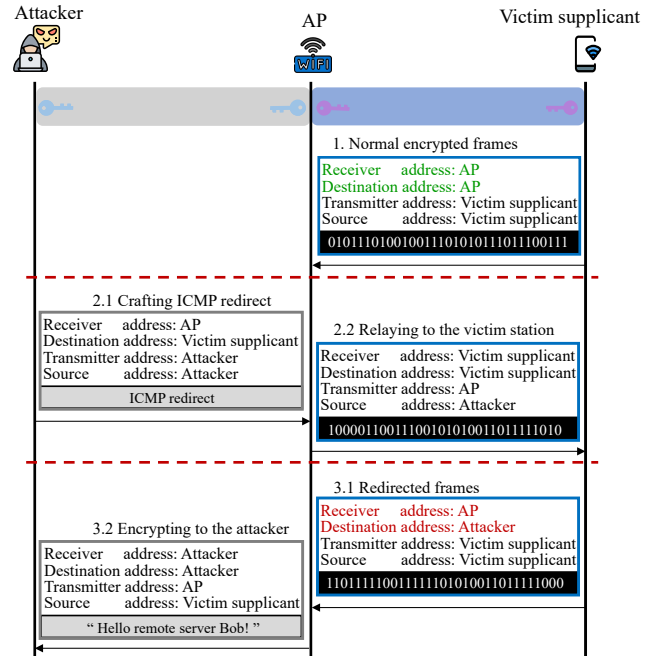 Attacker
AP
Victim supplicant
WIFI
1. Normal encrypted frames
Receiver address: AP
Destination address: AP
Transmitter address: Victim supplicant
Source address: Victim supplicant
01011101001001110101011101110​0111
2.1 Crafting ICMP redirect
Receiver address: AP
Destination address: Victim supplicant
Transmitter address: Attacker
Source address: Attacker
ICMP redirect
2.2 Relaying to the victim station
Receiver address: Victim supplicant
Destination address: Victim supplicant
Transmitter address: AP
Source address: Attacker
100001100111001010100110111​11010
3.1 Redirected frames
Receiver address: AP
Destination address: Attacker
Transmitter address: Victim supplicant
Source address: Victim supplicant
110111110011111101010011011111000
3.2 Encrypting to the attacker
Receiver address: Attacker
Destination address: Attacker
Transmitter address: AP
Source address: Victim supplicant
“ Hello remote server Bob! ”